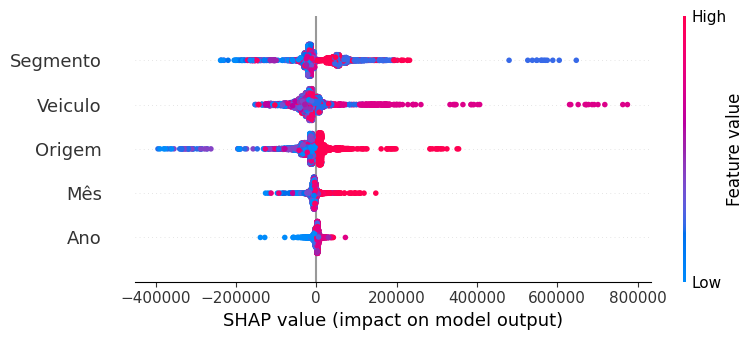 High
Segmento
Veiculo
Origem
Mês
Ano
Feature value
Low
−400000 −200000 0 200000 400000 600000 800000
SHAP value (impact on model output)